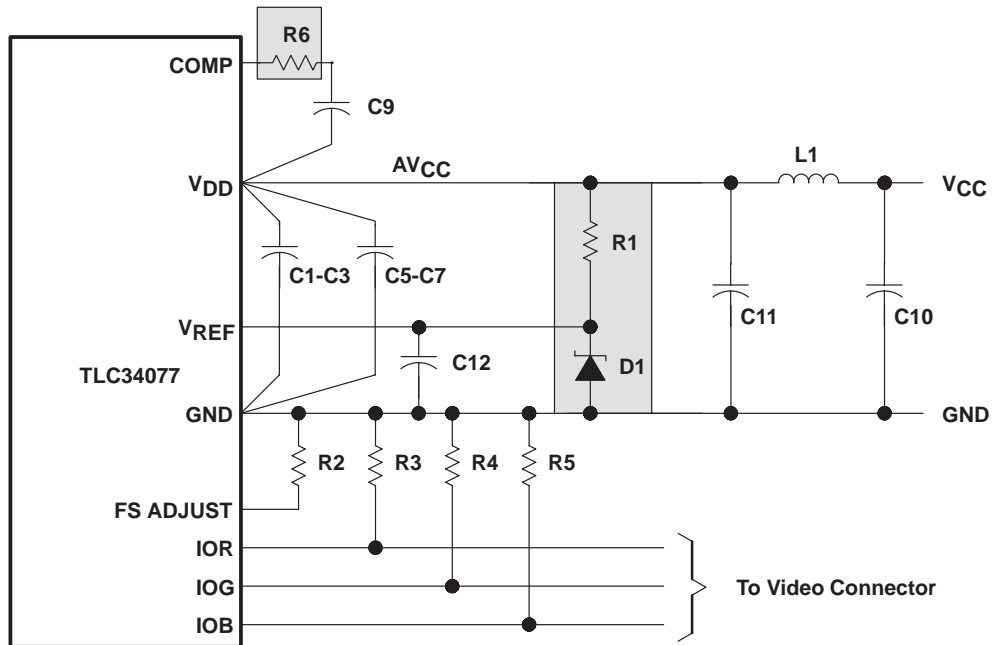 R6
COMP
C9
L1
AVCC
VDD
VCC
R1
C1-C3
C5-C7
C11
C10
VREF
C12
D1
TLC34077
GND
GND
R2
R3
R4
R5
FS ADJUST
IOR
IOG
To Video Connector
IOB